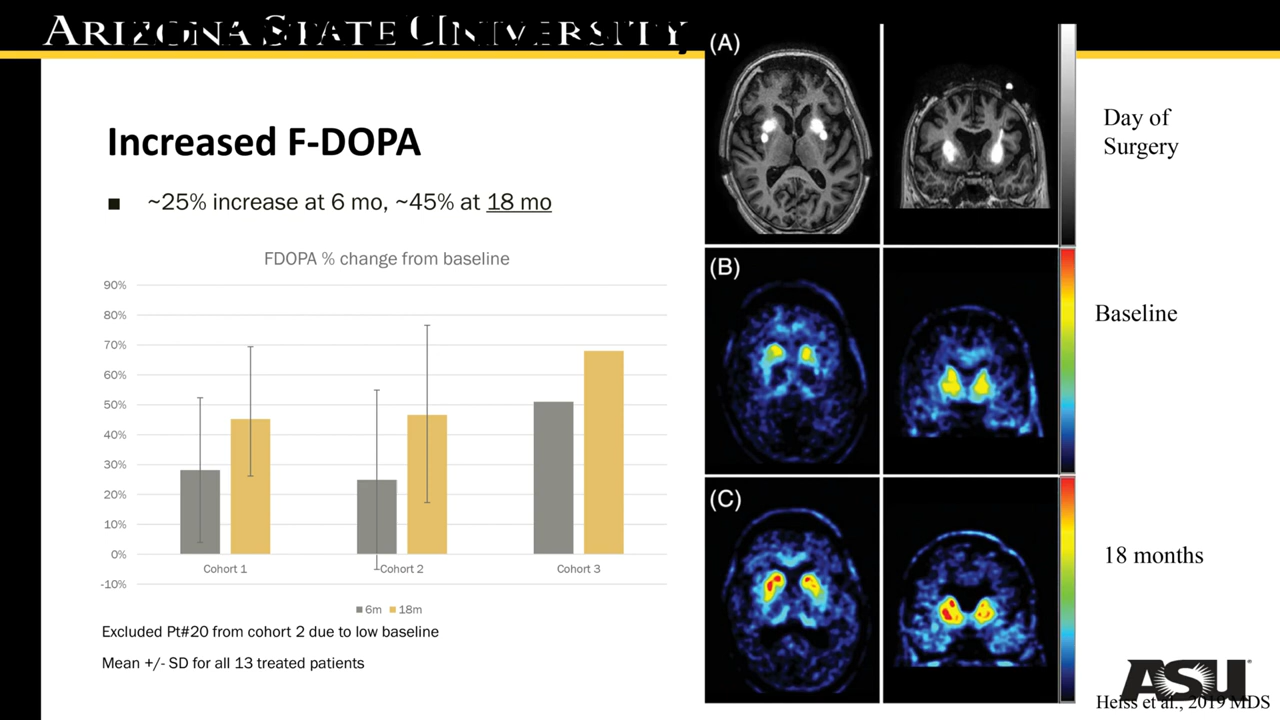 ARIZONA STATE UNIVERSITY
Increased F-DOPA
■ ~25% increase at 6 mo, ~45% at 18 mo
FDOPA % change from baseline
90%
80%
70%
60%
50%
40%
30%
20%
10%
0%
-10%
Cohort 1
Cohort 2
Cohort 3
6m
18m
Excluded Pt#20 from cohort 2 due to low baseline
Mean +/- SD for all 13 treated patients
(A)
Day of
Surgery
(B)
Baseline
(C)
18 months
ASU
Heiss et al., 2019 MDS